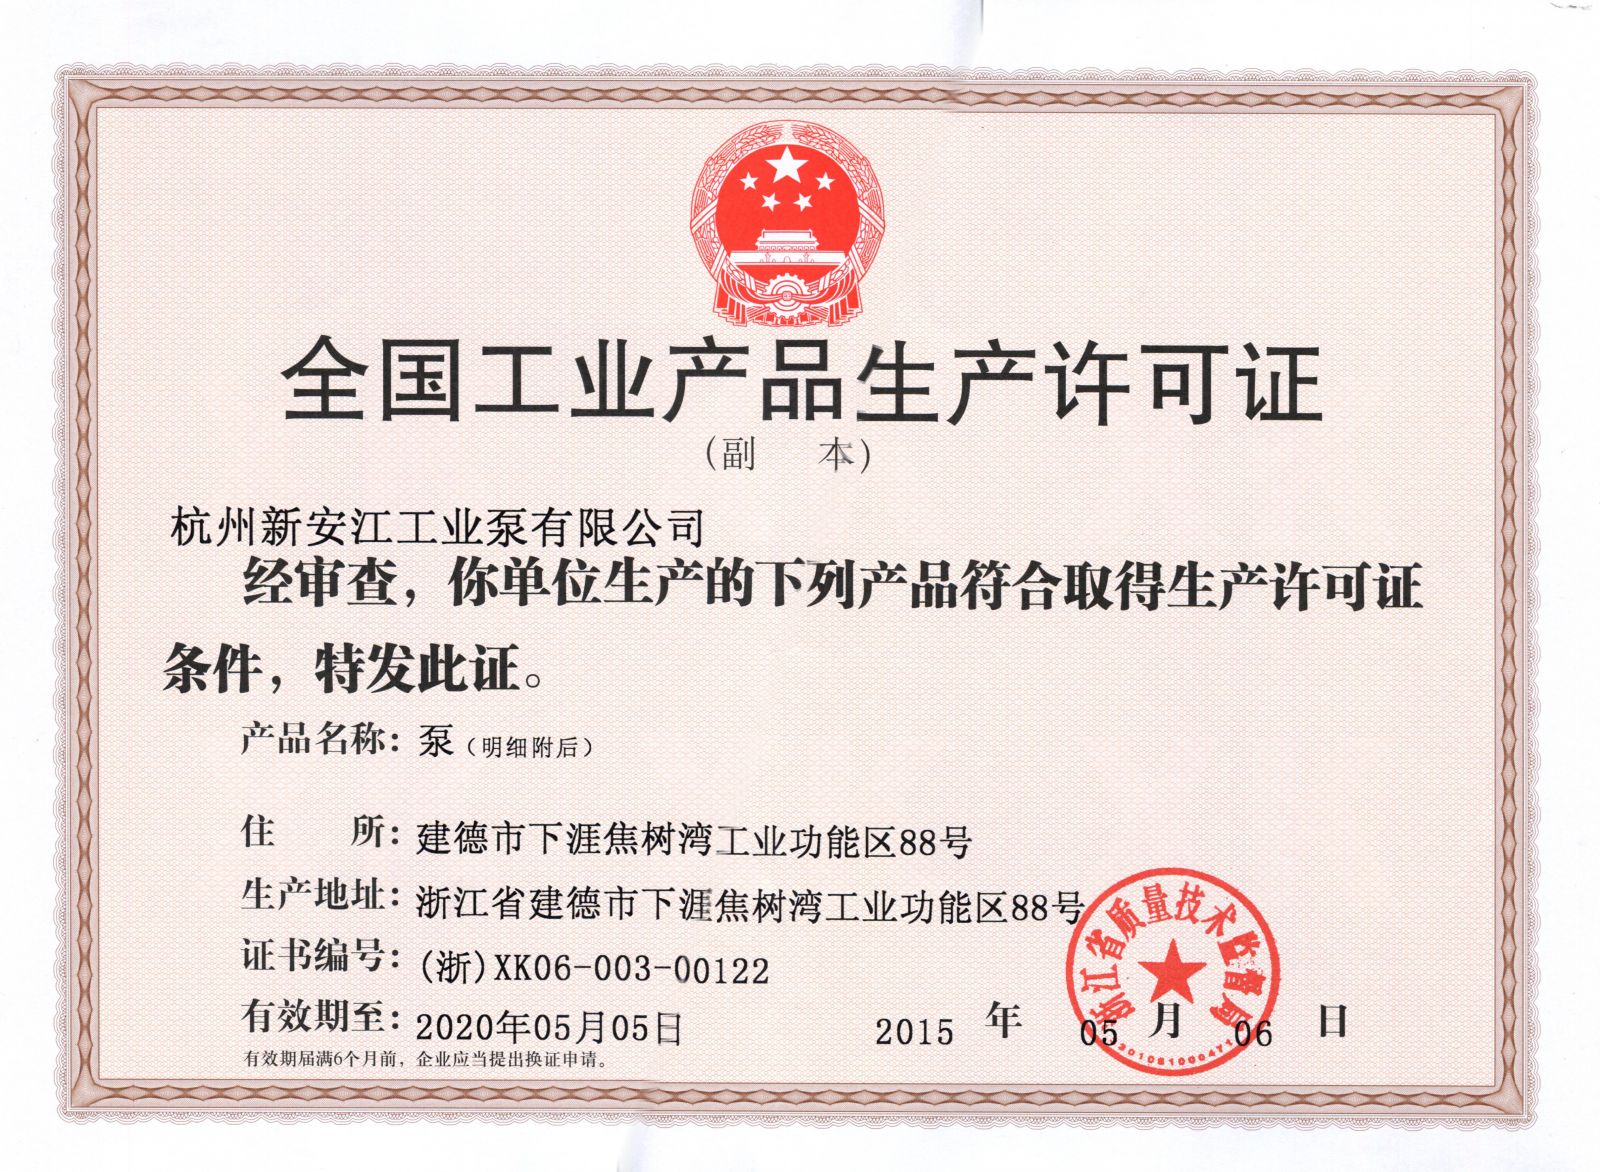 全国工业产品生产许可证
(副 本)
杭州新安江工业泵有限公司
经审查，你单位生产的下列产品符合取得生产许可证
条件，特发此证。
产品名称：泵（明细附后）
住 所：建德市下涯焦树湾工业功能区88号
生产地址：浙江省建德市下涯焦树湾工业功能区88号
证书编号：(浙)XK06-003-00122
有效期至：2020年05月05日
有效期届满6个月前，企业应当提出换证申请。
2015 年 05 月 06 日
浙江省质量技术监督局